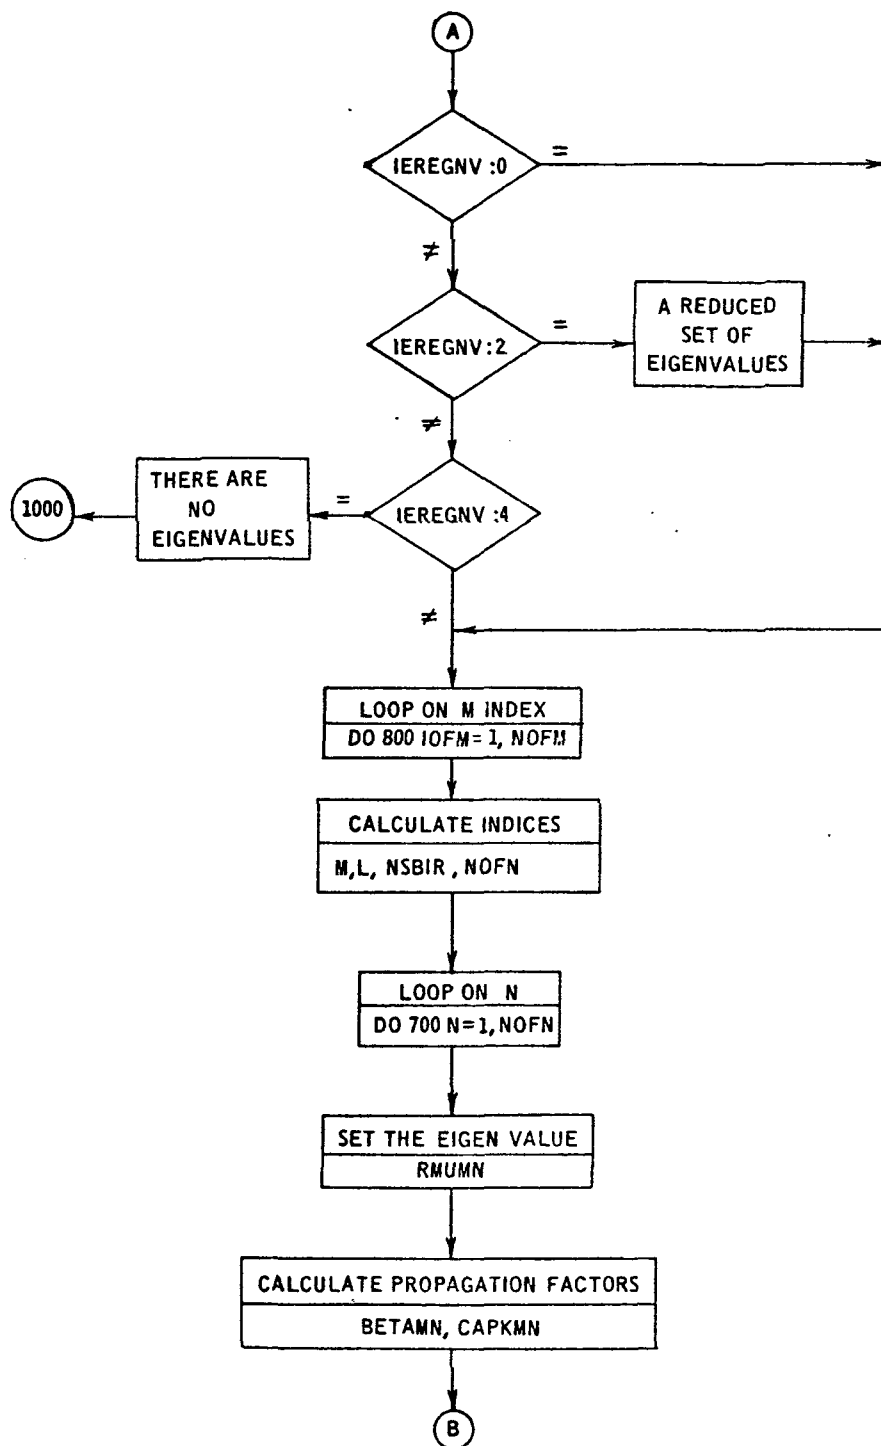 A
IEREGNV :0
=
≠
IEREGNV :2
=
A REDUCED
SET OF
EIGENVALUES
≠
IEREGNV :4
=
THERE ARE
NO
EIGENVALUES
1000
≠
LOOP ON M INDEX
DO 800 IOFM = 1, NOFM
CALCULATE INDICES
M,L, NSBIR , NOFN
LOOP ON N
DO 700 N = 1, NOFN
SET THE EIGEN VALUE
RMUMN
CALCULATE PROPAGATION FACTORS
BETAMN, CAPKMN
B